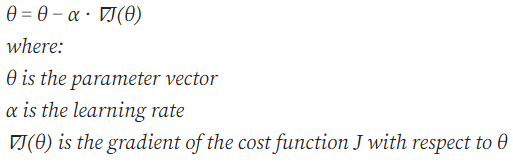 θ = θ − α · ∇J(θ)
where:
θ is the parameter vector
α is the learning rate
∇J(θ) is the gradient of the cost function J with respect to θ